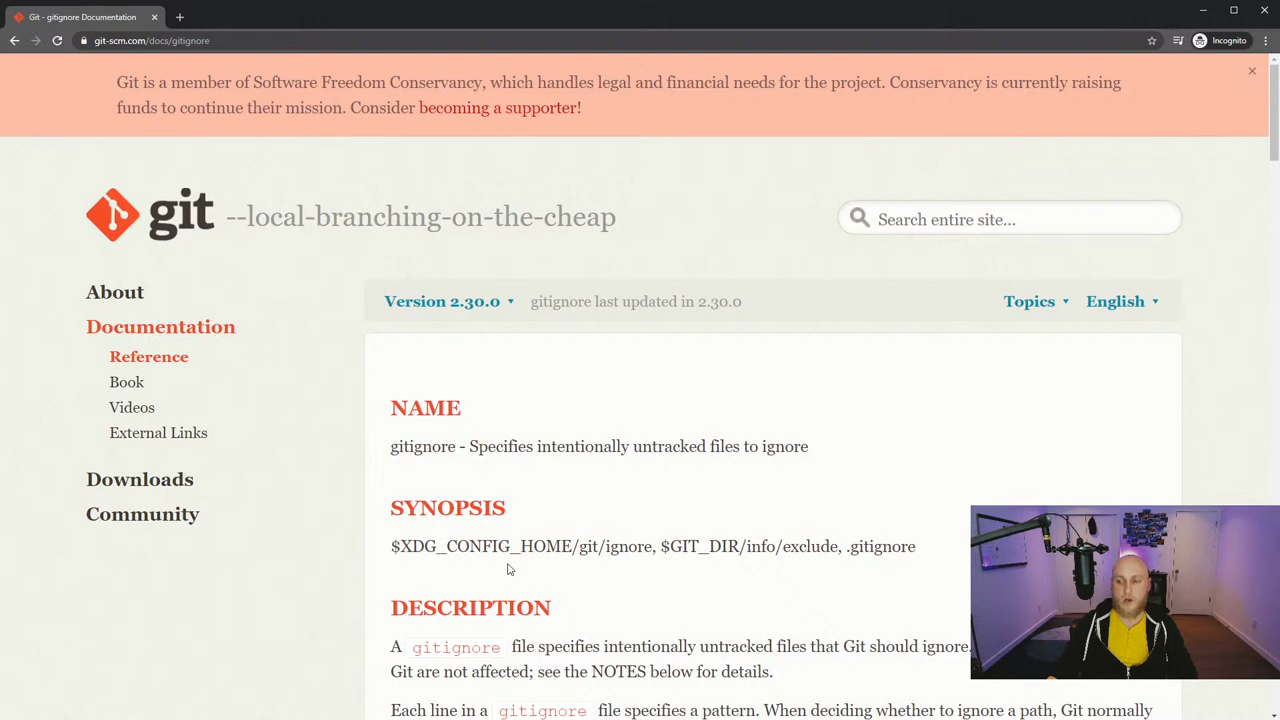 Git - gitignore Documentation
git-scm.com/docs/gitignore
Incognito
Git is a member of Software Freedom Conservancy, which handles legal and financial needs for the project. Conservancy is currently raising
funds to continue their mission. Consider becoming a supporter!
git --local-branching-on-the-cheap
Search entire site...
About
Documentation
Reference
Book
Videos
External Links
Downloads
Community
Version 2.30.0 gitignore last updated in 2.30.0 Topics English
NAME
gitignore - Specifies intentionally untracked files to ignore
SYNOPSIS
$XDG_CONFIG_HOME/git/ignore, $GIT_DIR/info/exclude, .gitignore
DESCRIPTION
A gitignore file specifies intentionally untracked files that Git should ignore.
Git are not affected; see the NOTES below for details.
Each line in a gitignore file specifies a pattern. When deciding whether to ignore a path, Git normally